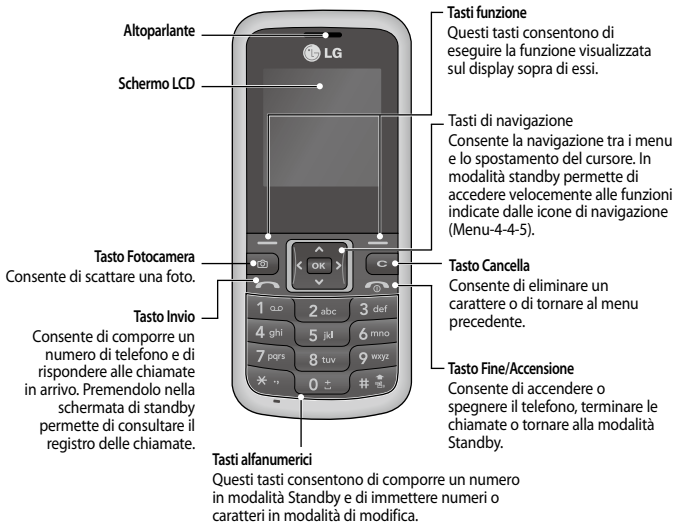 Altoparlante
Schermo LCD
Tasto Fotocamera
Consente di scattare una foto.
Tasto Invio
Consente di comporre un
numero di telefono e di
rispondere alle chiamate
in arrivo. Premendolo nella
schermata di standby
permette di consultare il
registro delle chiamate.
LG
OK
C
1
2 abc
3 def
4 ghi
5 jkl
6 mno
7 pqrs
8 tuv
9 wxyz
* .,
0 ±
#
Tasti funzione
Questi tasti consentono di
eseguire la funzione visualizzata
sul display sopra di essi.
Tasti di navigazione
Consente la navigazione tra i menu
e lo spostamento del cursore. In
modalità standby permette di
accedere velocemente alle funzioni
indicate dalle icone di navigazione
(Menu-4-4-5).
Tasto Cancella
Consente di eliminare un
carattere o di tornare al menu
precedente.
Tasto Fine/Accensione
Consente di accendere o
spegnere il telefono, terminare le
chiamate o tornare alla modalità
Standby.
Tasti alfanumerici
Questi tasti consentono di comporre un numero
in modalità Standby e di immettere numeri o
caratteri in modalità di modifica.